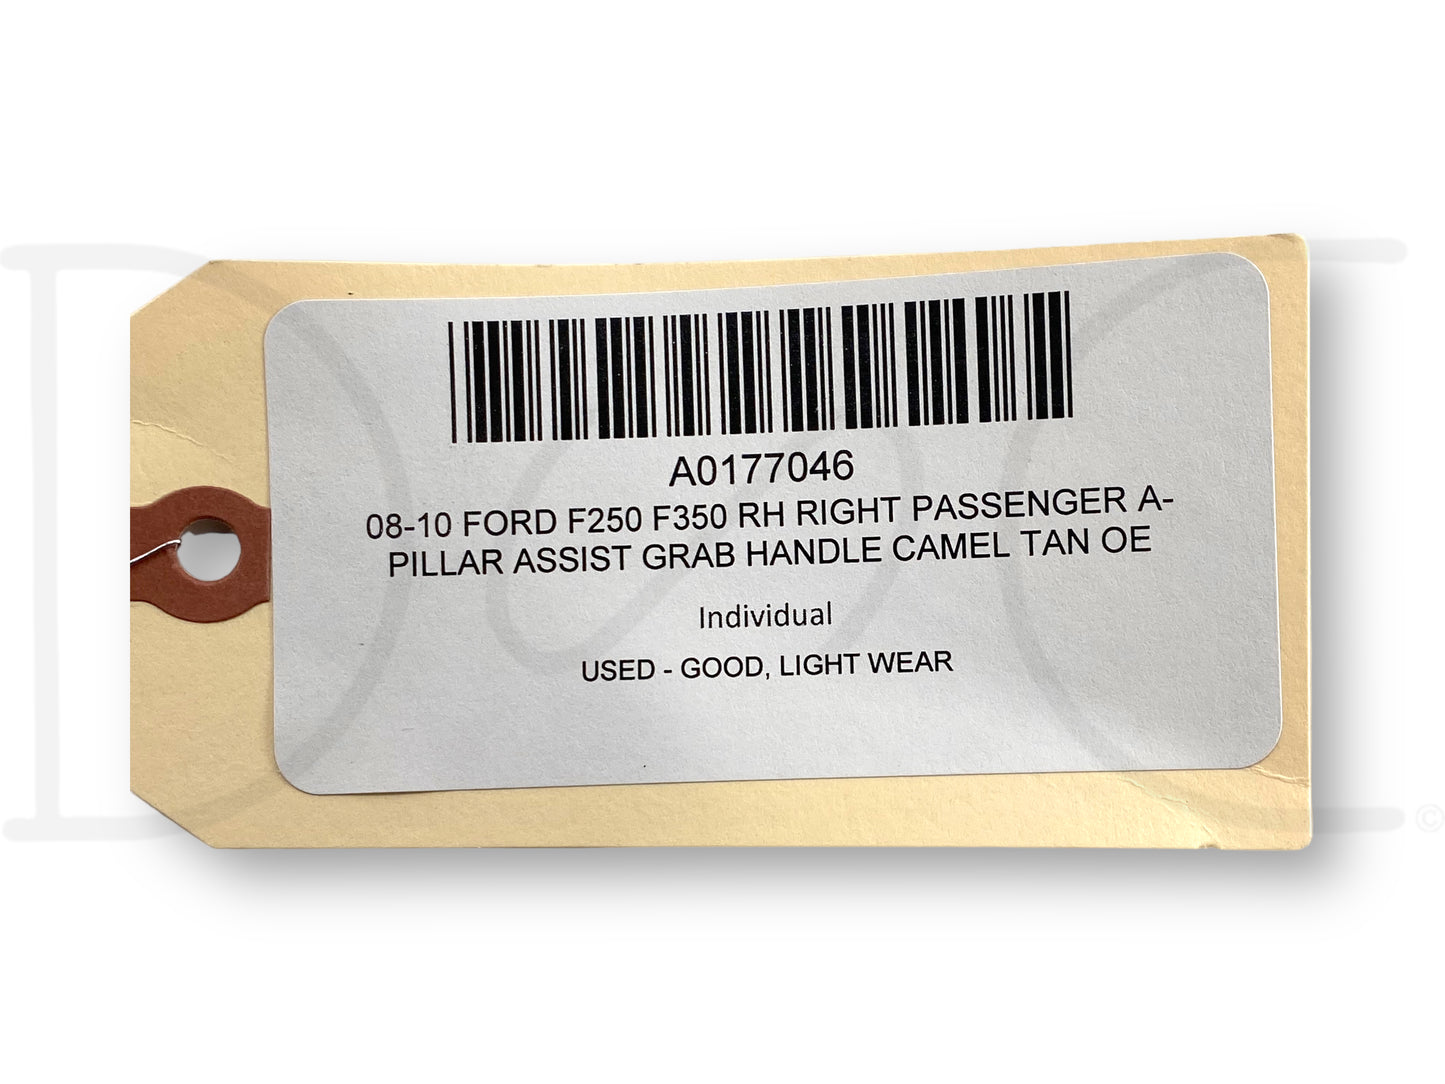 A0177046
08-10 FORD F250 F350 RH RIGHT PASSENGER A-
PILLAR ASSIST GRAB HANDLE CAMEL TAN OE
Individual
USED - GOOD, LIGHT WEAR
©